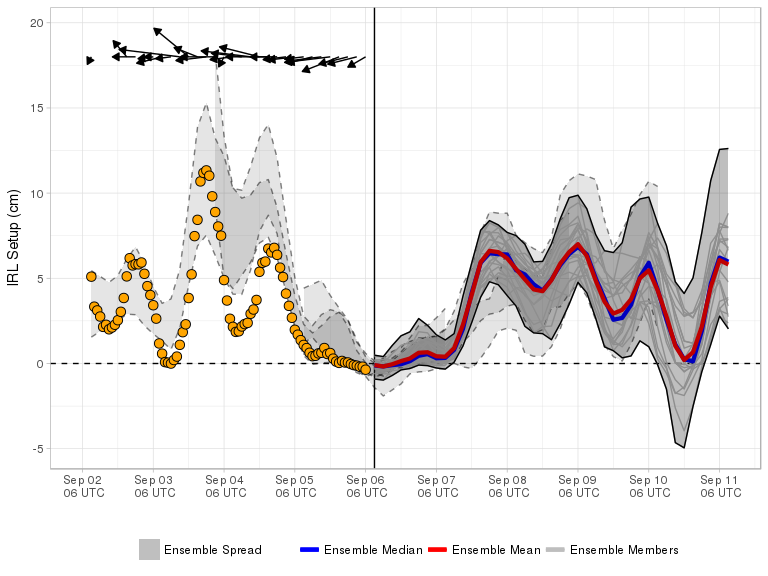 20
15
10
5
0
-5
IRL Setup (cm)
Sep 02 Sep 03 Sep 04 Sep 05 Sep 06 Sep 07 Sep 08 Sep 09 Sep 10 Sep 11
06 UTC 06 UTC 06 UTC 06 UTC 06 UTC 06 UTC 06 UTC 06 UTC 06 UTC 06 UTC
Ensemble Spread Ensemble Median Ensemble Mean Ensemble Members